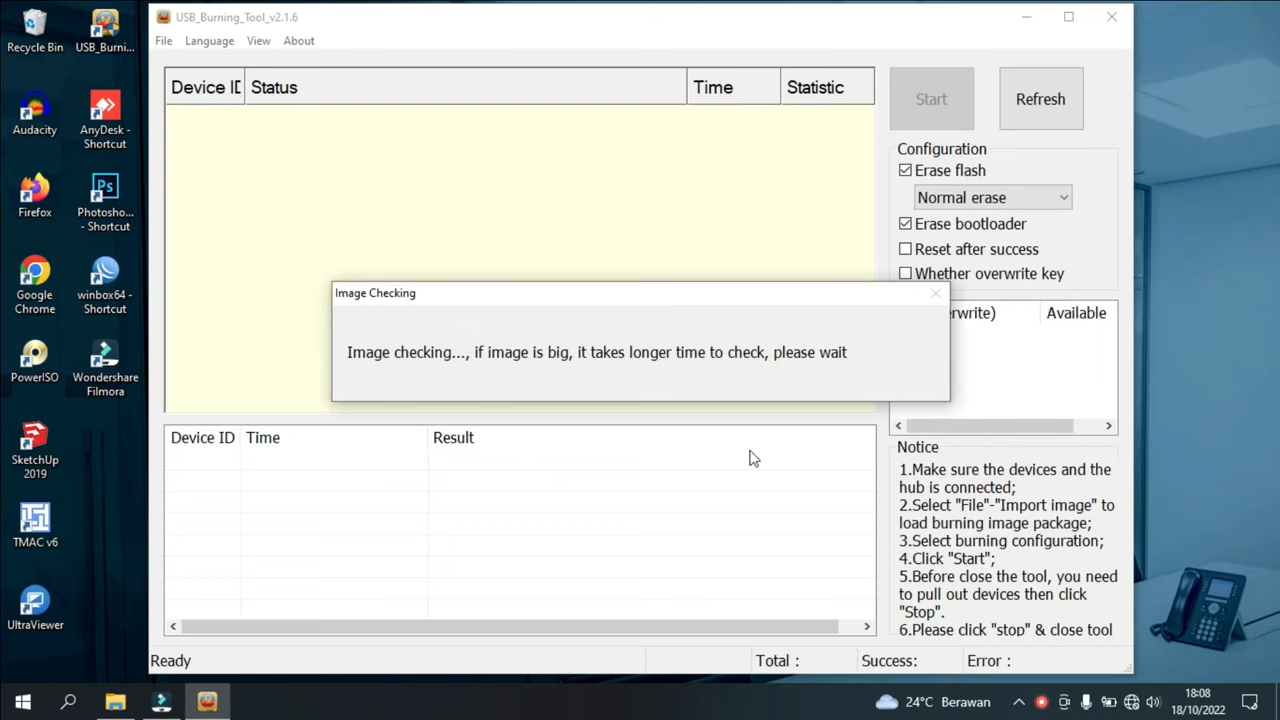 Recycle Bin
USB_Burni...
Audacity
AnyDesk -
Shortcut
Firefox
Ps
Photosho...
- Shortcut
Google
Chrome
winbox64 -
Shortcut
PowerISO
Wondershare
Filmora
SketchUp
2019
TMAC v6
UltraViewer
USB_Burning_Tool_v2.1.6
File Language View About
Device ID Status Time Statistic
Start Refresh
Configuration
Erase flash
Normal erase
Erase bootloader
Reset after success
Whether overwrite key
erwrite) Available
Image Checking
Image checking..., if image is big, it takes longer time to check, please wait
Device ID Time Result
Notice
1.Make sure the devices and the
hub is connected;
2.Select "File"-"Import image" to
load burning image package;
3.Select burning configuration;
4.Click "Start";
5.Before close the tool, you need
to pull out devices then click
"Stop".
6.Please click "stop" & close tool
Ready Total : Success: Error :
24°C Berawan
18:08
18/10/2022